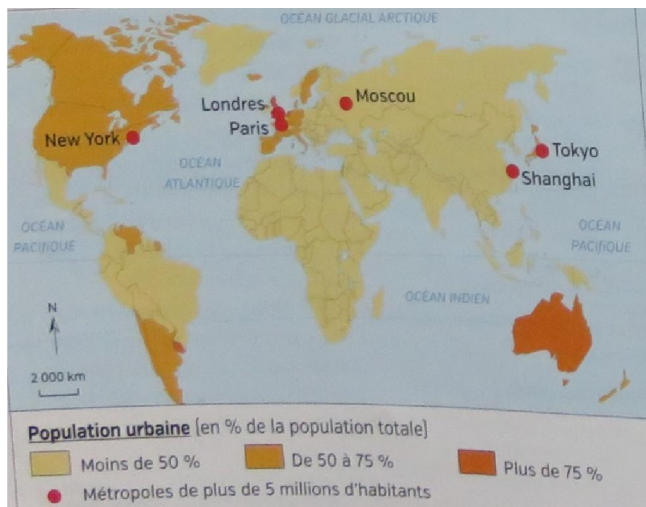 OCÉAN GLACIAL ARCTIQUE
Londres
Moscou
Paris
New York
Tokyo
OCÉAN
ATLANTIQUE
Shanghai
OCÉAN
PACIFIQUE
OCÉAN
PACIFIQUE
OCÉAN INDIEN
N
2 000 km
Population urbaine (en % de la population totale)
Moins de 50 %
De 50 à 75 %
Plus de 75 %
Métropoles de plus de 5 millions d'habitants